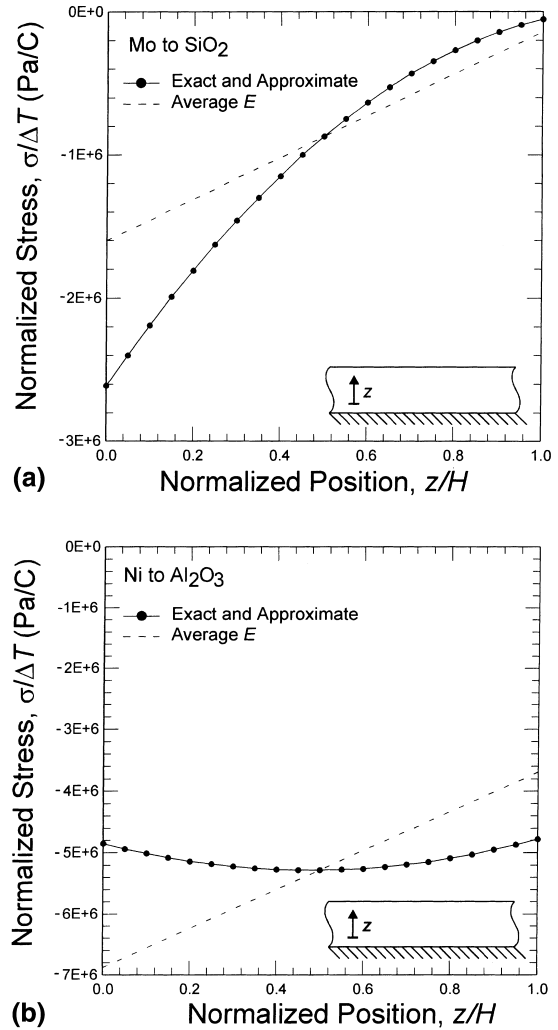 0E+0
Mo to SiO2
Exact and Approximate
Average E
-1E+6
-2E+6
-3E+6
Normalized Stress, σ/ΔT (Pa/C)
z
0.0 0.2 0.4 0.6 0.8 1.0
(a)
Normalized Position, z/H
0E+0
Ni to Al2O3
Exact and Approximate
Average E
-1E+6
-2E+6
-3E+6
-4E+6
-5E+6
-6E+6
-7E+6
Normalized Stress, σ/ΔT (Pa/C)
z
0.0 0.2 0.4 0.6 0.8 1.0
(b)
Normalized Position, z/H